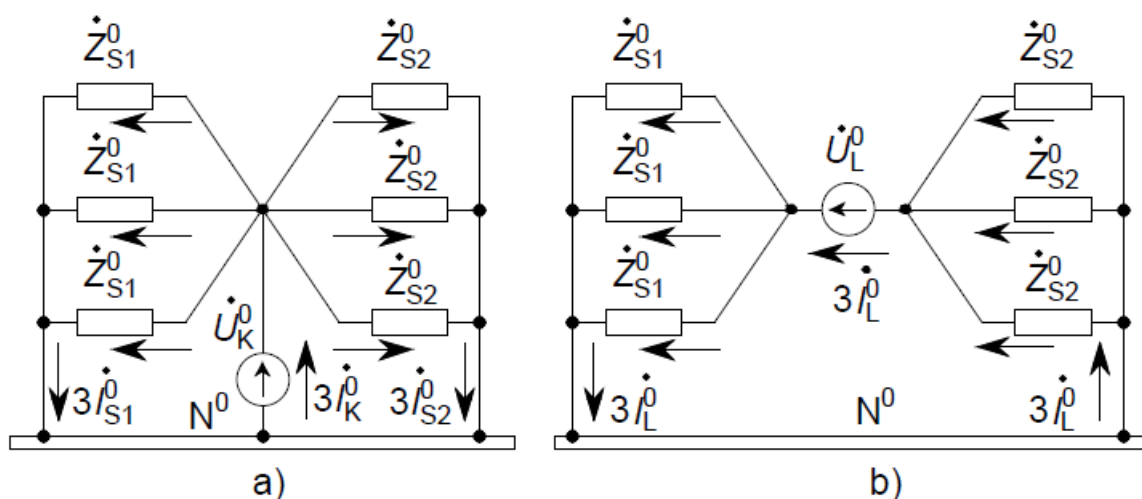 Ż⁰S1 Ż⁰S2
Ż⁰S1 Ż⁰S2
Ż⁰S1 Ż⁰S2
U̇⁰K
3İ⁰S1 N⁰ 3İ⁰K 3İ⁰S2
a)
Ż⁰S1 Ż⁰S2
U̇⁰L
Ż⁰S1 Ż⁰S2
Ż⁰S1 3İ⁰L Ż⁰S2
3İ⁰L N⁰ 3İ⁰L
b)